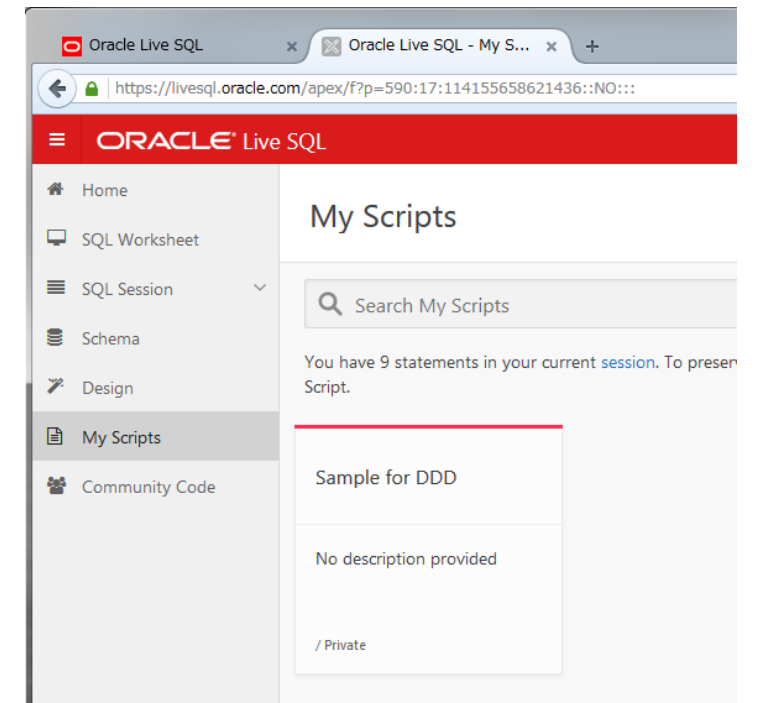 Oracle Live SQL
Oracle Live SQL - My S...
https://livesql.oracle.com/apex/f?p=590:17:114155658621436::NO:::
ORACLE® Live SQL
Home
SQL Worksheet
SQL Session
Schema
Design
My Scripts
Community Code
My Scripts
Search My Scripts
You have 9 statements in your current session. To preser
Script.
Sample for DDD
No description provided
/ Private